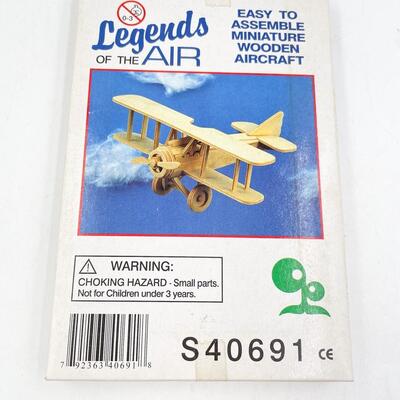 0-3
Legends
OF THE AIR
EASY TO
ASSEMBLE
MINIATURE
WOODEN
AIRCRAFT
WARNING:
CHOKING HAZARD - Small parts.
Not for Children under 3 years.
7 92363 40691 8
S40691 CE